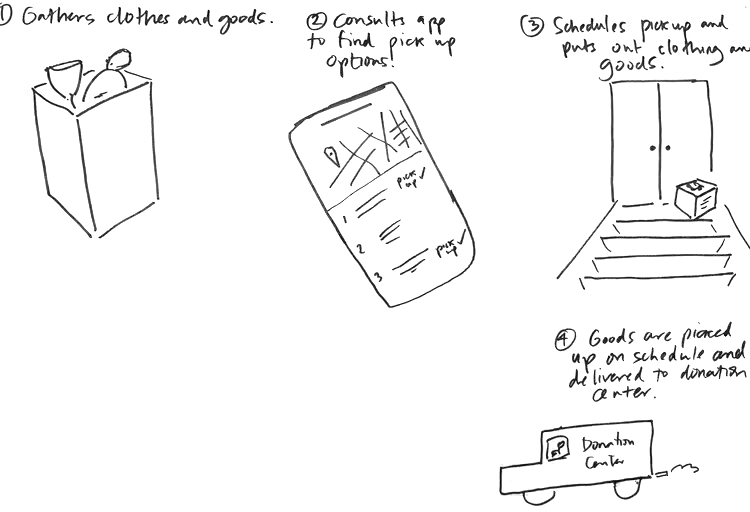 ① Gathers clothes and goods.
② Consults app
to find pick up
options!
③ Schedules pickup and
puts out clothing and
goods.
pick up ✓
1
2
pick up ✓
3
④ Goods are picked
up on schedule and
delivered to donation
center.
Donation
Center